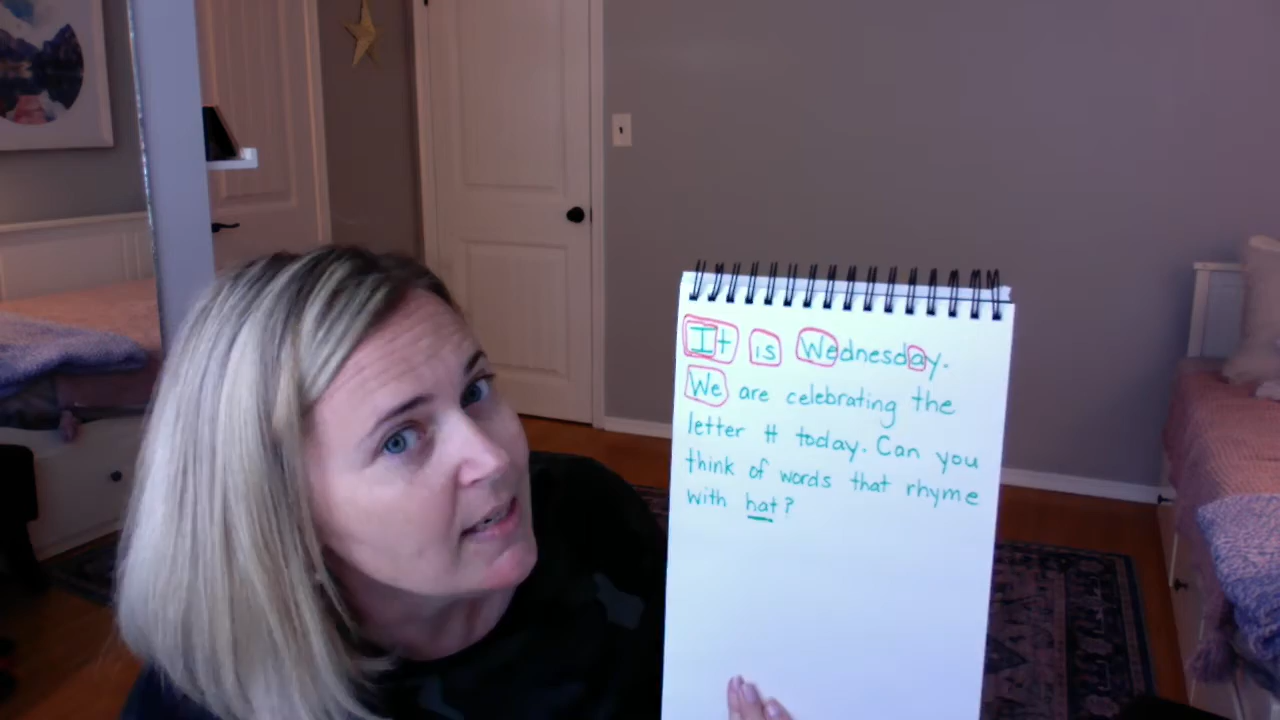 It is Wednesday.
We are celebrating the
letter H today. Can you
think of words that rhyme
with hat?